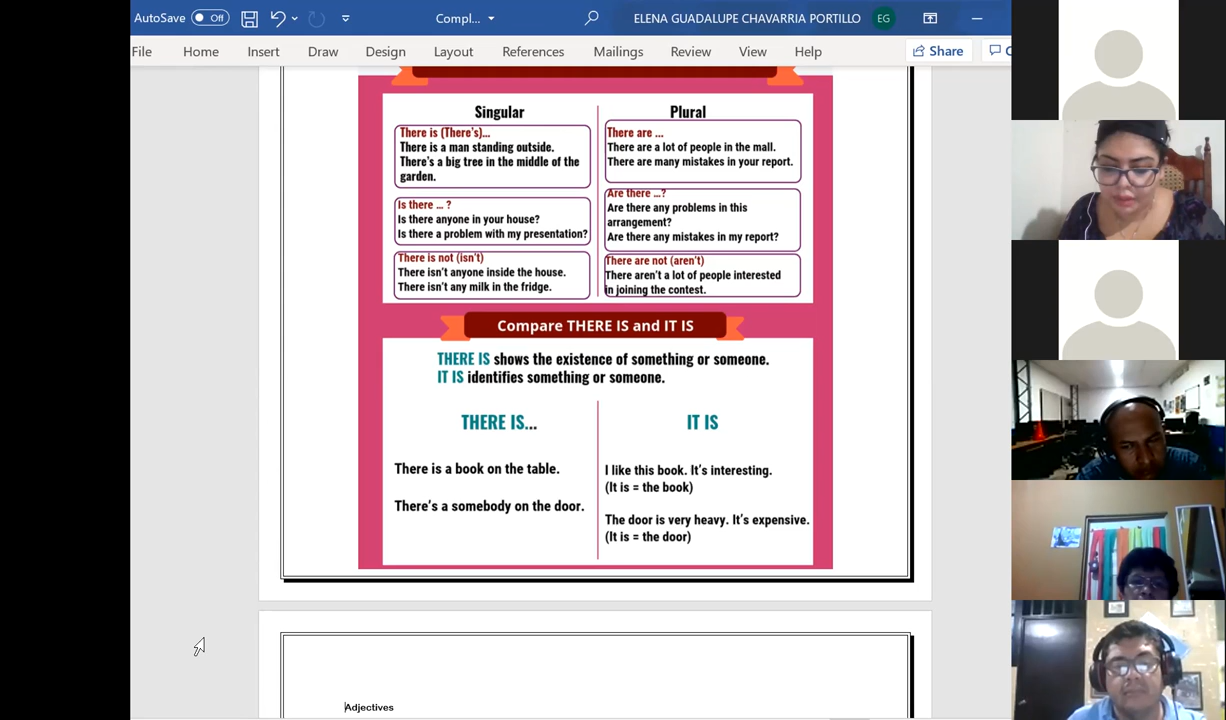 AutoSave Off Compl... ELENA GUADALUPE CHAVARRIA PORTILLO EG
File Home Insert Draw Design Layout References Mailings Review View Help Share
Singular
There is (There's)...
There is a man standing outside.
There's a big tree in the middle of the
garden.
Is there ... ?
Is there anyone in your house?
Is there a problem with my presentation?
There is not (isn't)
There isn't anyone inside the house.
There isn't any milk in the fridge.
Plural
There are ...
There are a lot of people in the mall.
There are many mistakes in your report.
Are there ...?
Are there any problems in this
arrangement?
Are there any mistakes in my report?
There are not (aren't)
There aren't a lot of people interested
in joining the contest.
Compare THERE IS and IT IS
THERE IS shows the existence of something or someone.
IT IS identifies something or someone.
THERE IS...
There is a book on the table.
There's a somebody on the door.
IT IS
I like this book. It's interesting.
(It is = the book)
The door is very heavy. It's expensive.
(It is = the door)
Adjectives